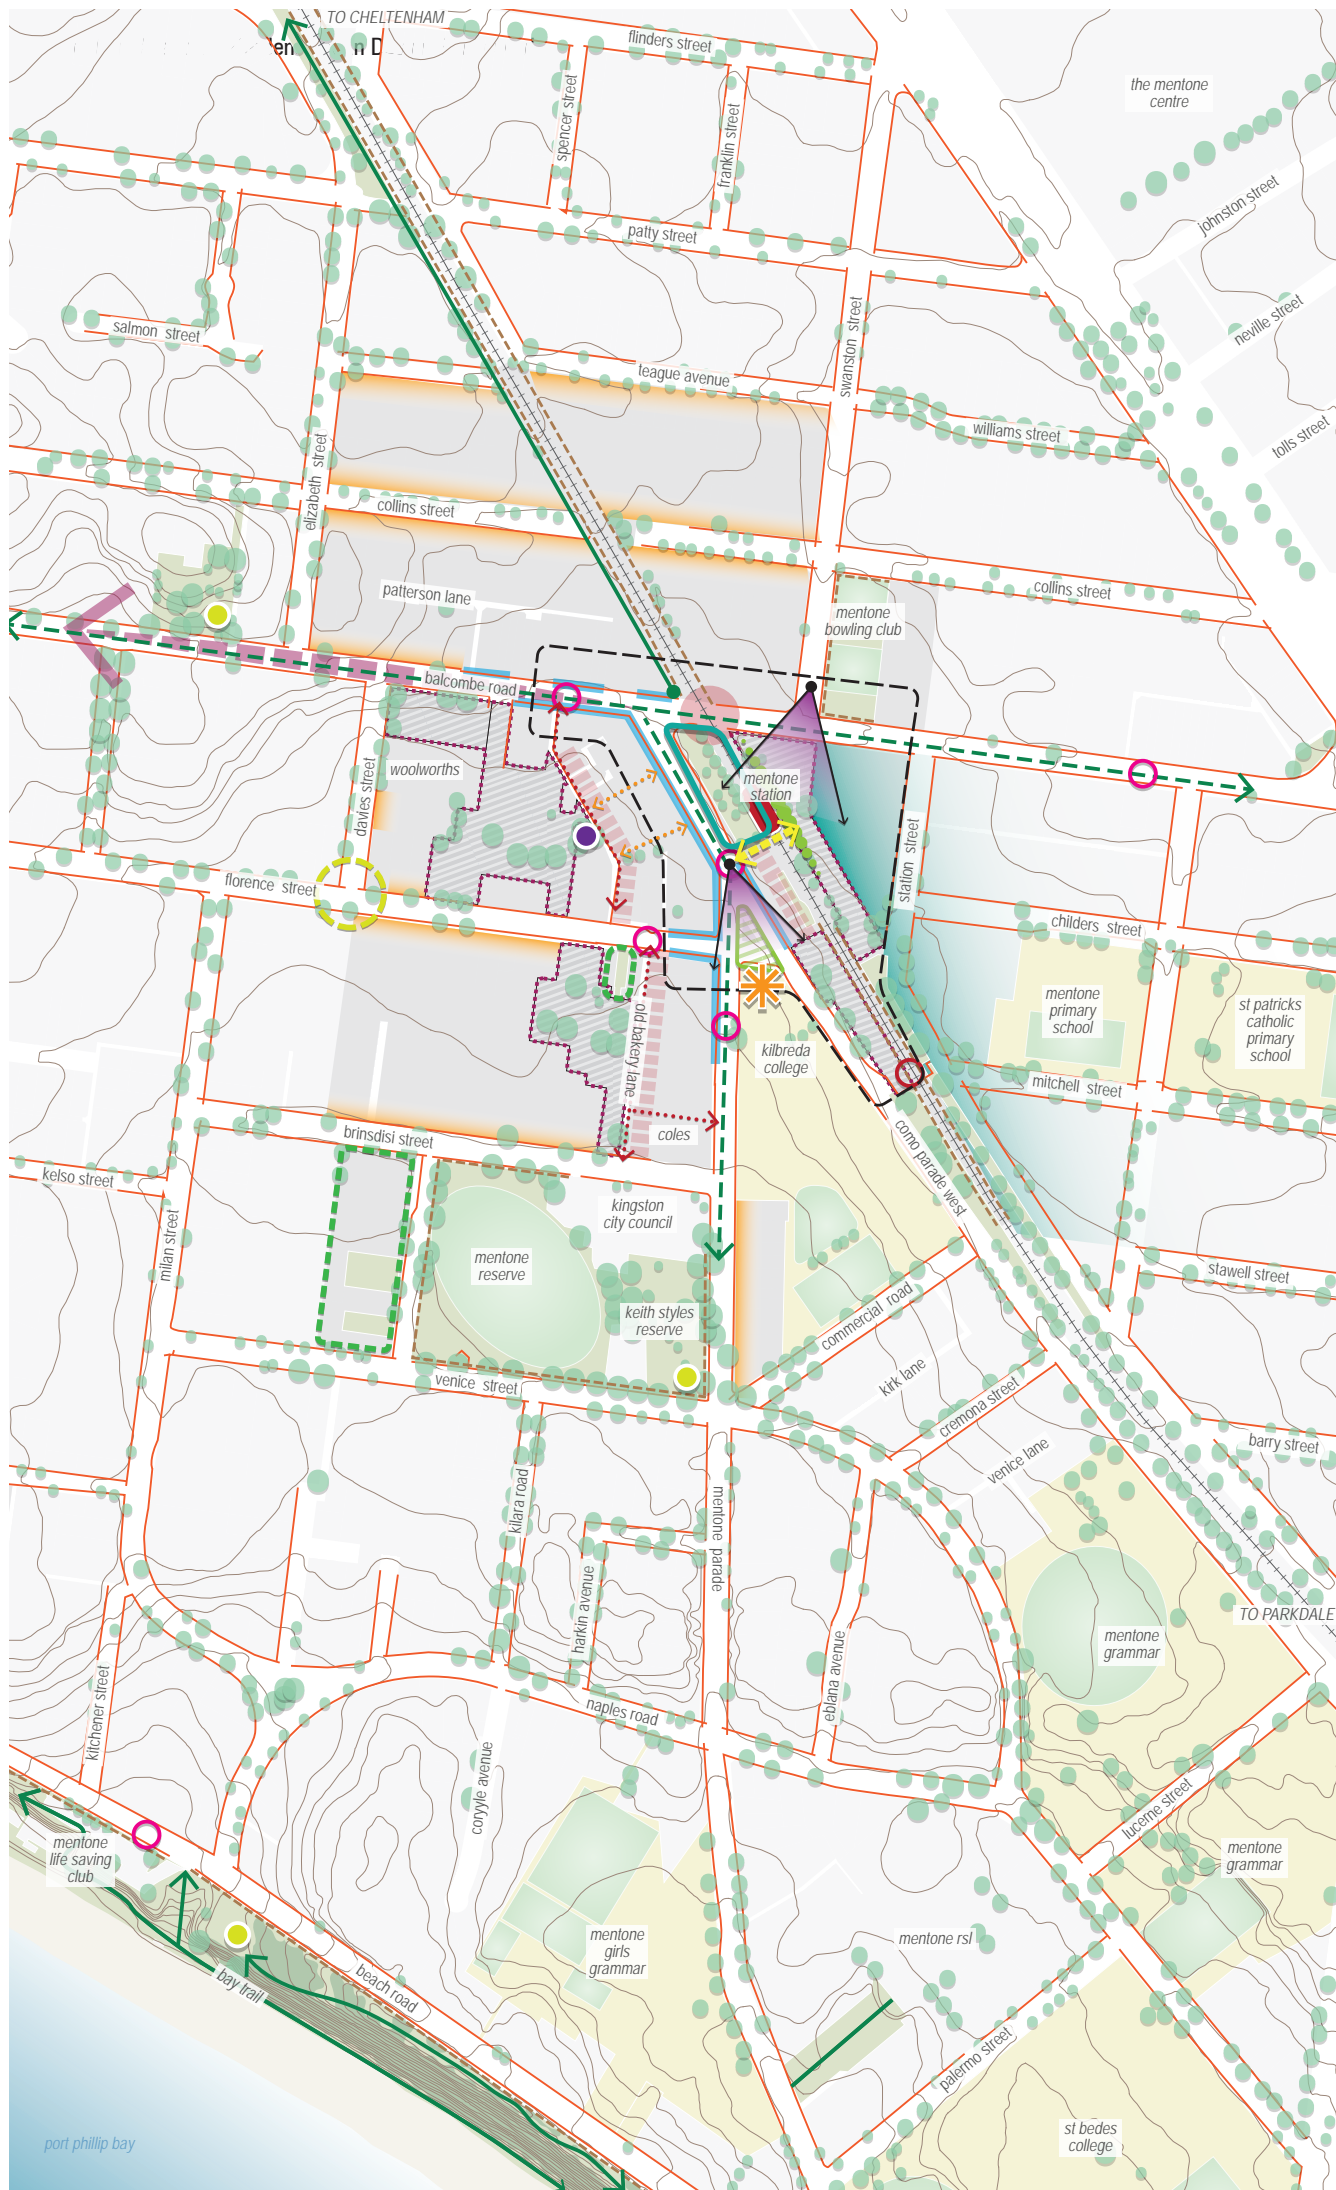 TO CHELTENHAM
flinders street
the mentone
centre
spencer street
franklin street
johnston street
patty street
neville street
salmon street
swanston street
teague avenue
williams street
tolls street
elizabeth street
collins street
patterson lane
collins street
mentone
bowling club
balcombe road
woolworths
mentone
station
davies street
station street
florence street
childers street
mentone
primary
school
st patricks
catholic
primary
school
old bakery lane
kilbreda
college
mitchell street
coles
brinsdisi street
como parade west
kelso street
kingston
city council
milan street
mentone
reserve
keith styles
reserve
stawell street
commercial road
kirk lane
venice street
cremona street
barry street
venice lane
kilara road
mentone parade
harkin avenue
TO PARKDALE
mentone
grammar
eblana avenue
kitchener street
naples road
coryyle avenue
lucerne street
mentone
life saving
club
mentone
grammar
mentone
girls
grammar
mentone rsl
beach road
bay trail
palermo street
st bedes
college
port phillip bay